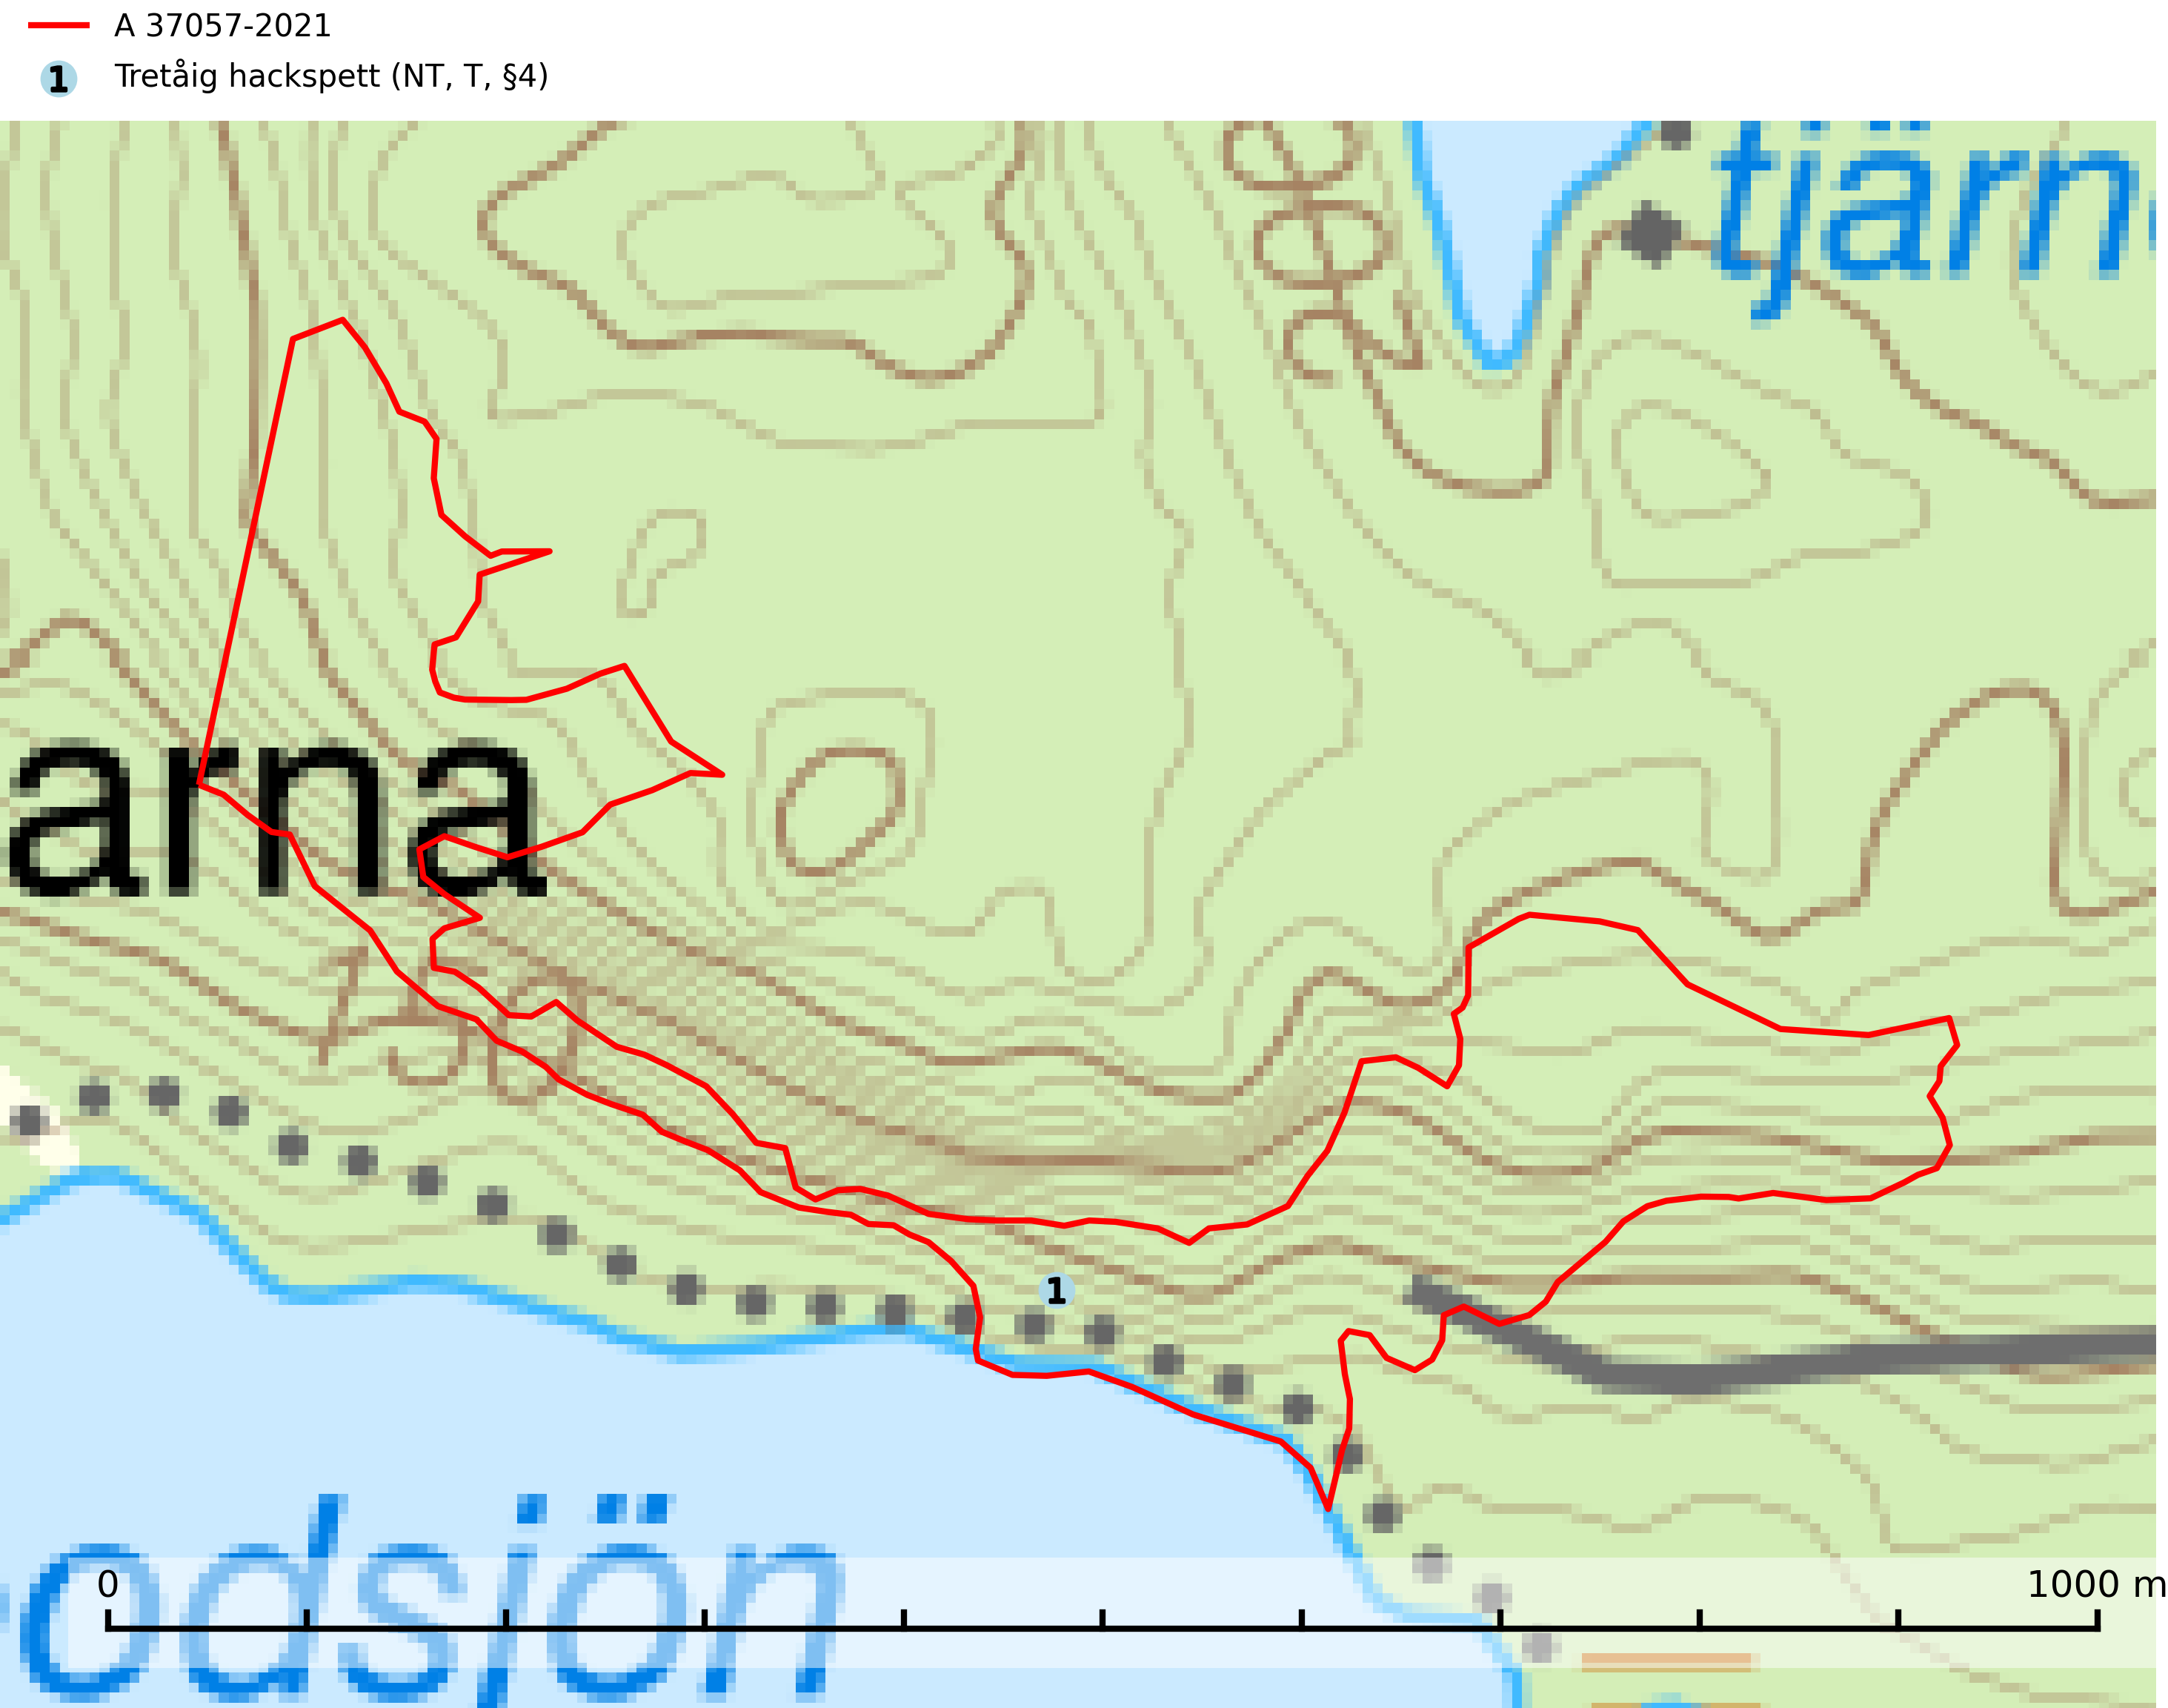 A 37057-2021
1 Tretåig hackspett (NT, T, §4)
tjärn
arna
1
odsjön
0 1000 m